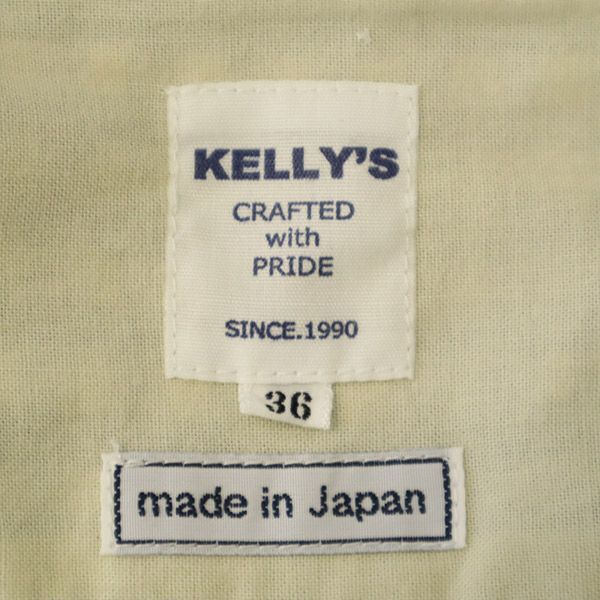 KELLY'S
CRAFTED
with
PRIDE
SINCE.1990
36
made in Japan